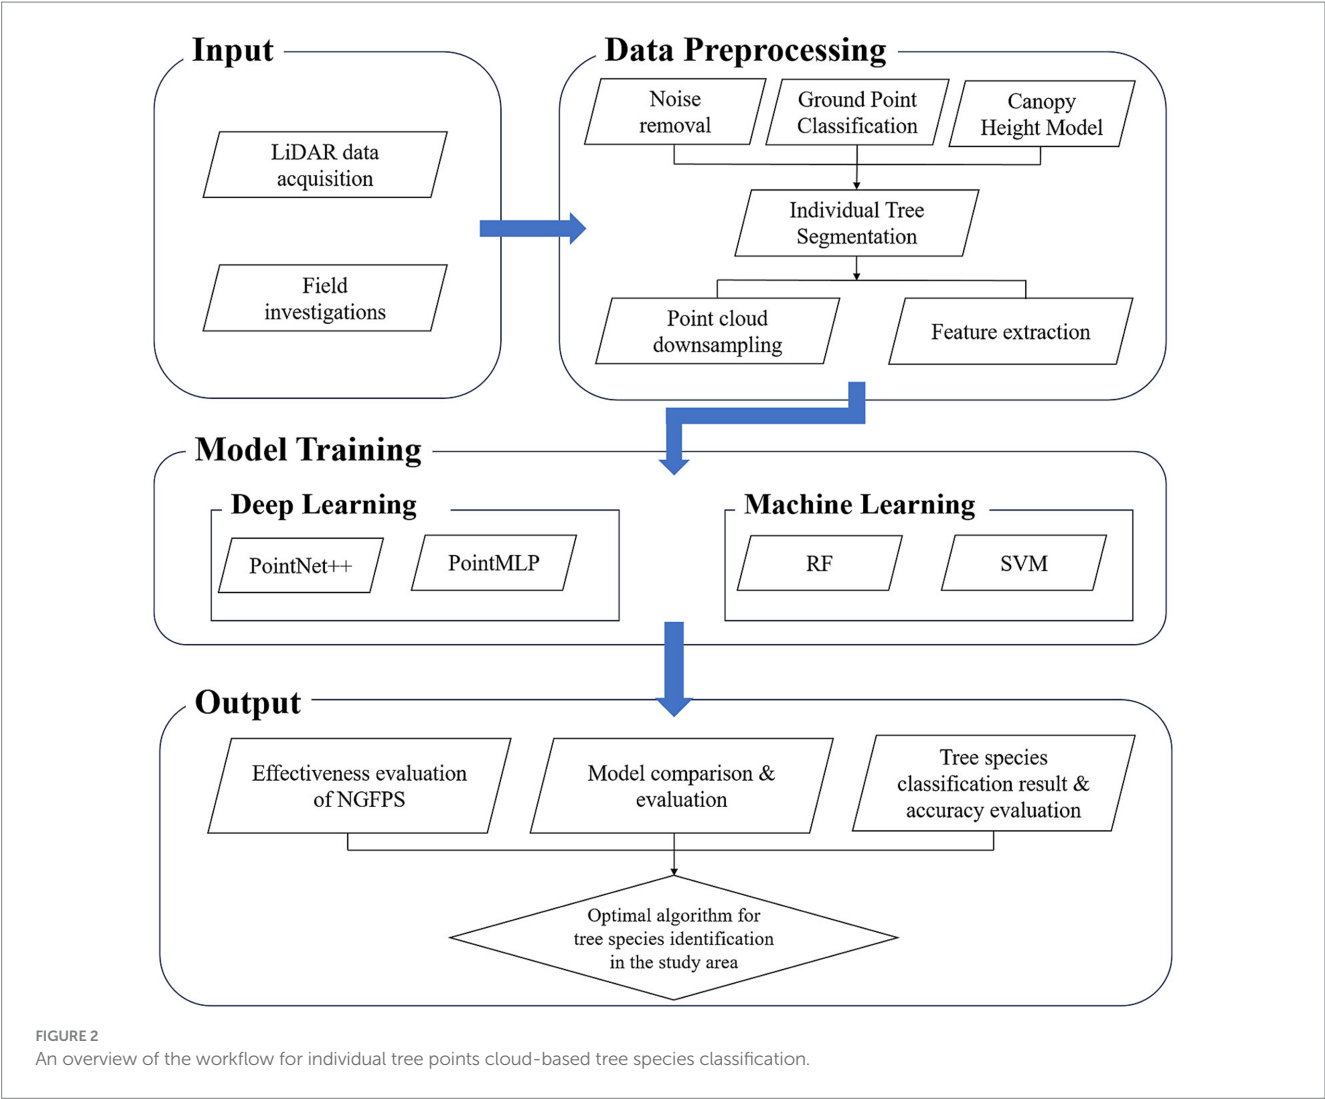 Input
LiDAR data
acquisition
Field
investigations
Data Preprocessing
Noise
removal
Ground Point
Classification
Canopy
Height Model
Individual Tree
Segmentation
Point cloud
downsampling
Feature extraction
Model Training
Deep Learning
PointNet++
PointMLP
Machine Learning
RF
SVM
Output
Effectiveness evaluation
of NGFPS
Model comparison &
evaluation
Tree species
classification result &
accuracy evaluation
Optimal algorithm for
tree species identification
in the study area
FIGURE 2
An overview of the workflow for individual tree points cloud-based tree species classification.